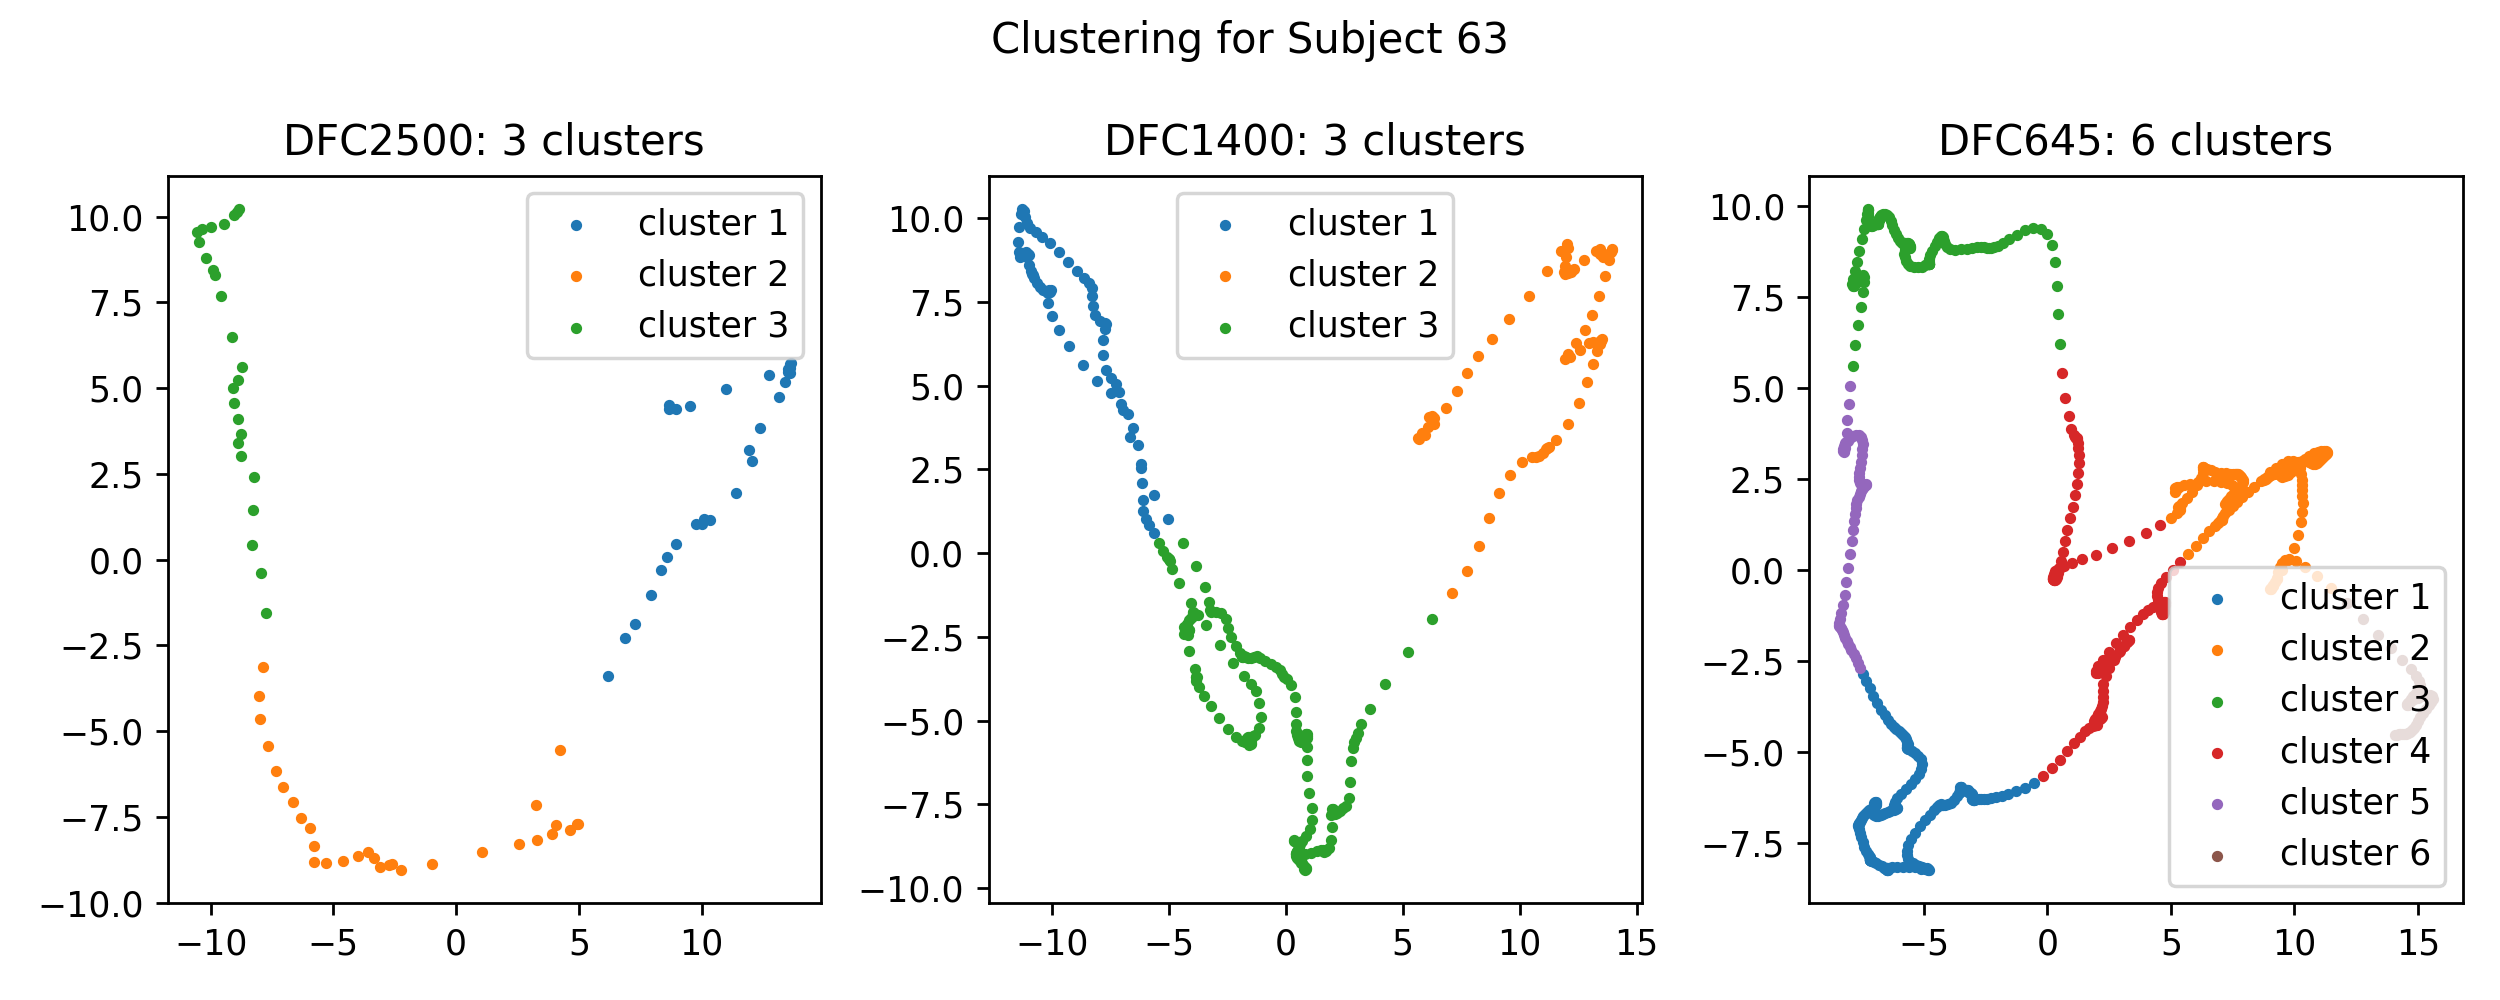 Clustering for Subject 63
DFC2500: 3 clusters
10.0
7.5
5.0
2.5
0.0
−2.5
−5.0
−7.5
−10.0
−10
−5
0
5
10
cluster 1
cluster 2
cluster 3
DFC1400: 3 clusters
10.0
7.5
5.0
2.5
0.0
−2.5
−5.0
−7.5
−10.0
−10
−5
0
5
10
15
cluster 1
cluster 2
cluster 3
DFC645: 6 clusters
10.0
7.5
5.0
2.5
0.0
−2.5
−5.0
−7.5
−5
0
5
10
15
cluster 1
cluster 2
cluster 3
cluster 4
cluster 5
cluster 6